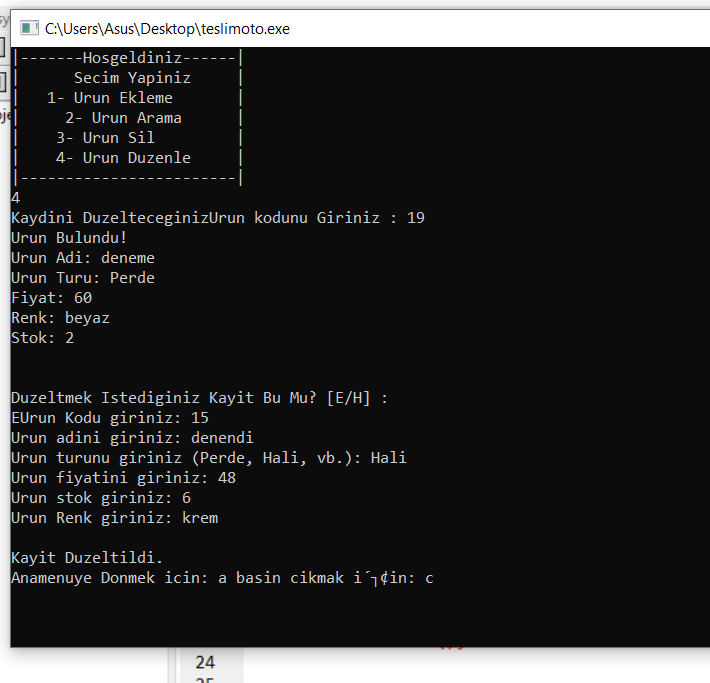 C:\Users\Asus\Desktop\teslimoto.exe
|-------Hosgeldiniz------|
|      Secim Yapiniz     |
|   1- Urun Ekleme       |
|     2- Urun Arama      |
|    3- Urun Sil         |
|    4- Urun Duzenle     |
|------------------------|
4
Kaydini DuzelteceginizUrun kodunu Giriniz : 19
Urun Bulundu!
Urun Adi: deneme
Urun Turu: Perde
Fiyat: 60
Renk: beyaz
Stok: 2
Duzeltmek Istediginiz Kayit Bu Mu? [E/H] :
EUrun Kodu giriniz: 15
Urun adini giriniz: denendi
Urun turunu giriniz (Perde, Hali, vb.): Hali
Urun fiyatini giriniz: 48
Urun stok giriniz: 6
Urun Renk giriniz: krem
Kayit Duzeltildi.
Anamenuye Donmek icin: a basin cikmak i´┐¢in: c
24